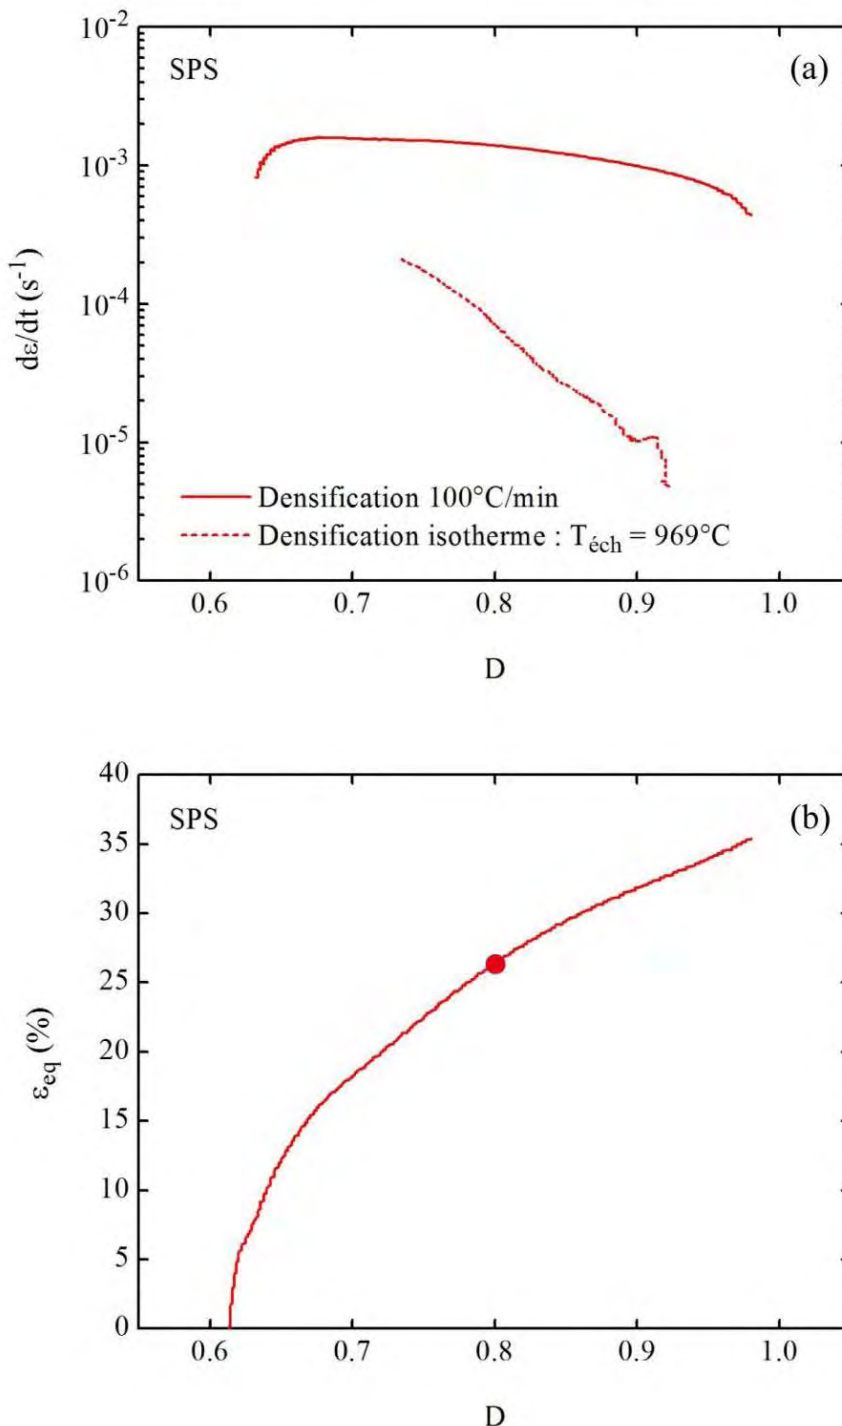 10⁻²
SPS
(a)
10⁻³
10⁻⁴
10⁻⁵
10⁻⁶
dε/dt (s⁻¹)
Densification 100°C/min
Densification isotherme : Téch = 969°C
0.6 0.7 0.8 0.9 1.0
D
40
SPS
(b)
35
30
25
20
15
10
5
0
εeq (%)
0.6 0.7 0.8 0.9 1.0
D